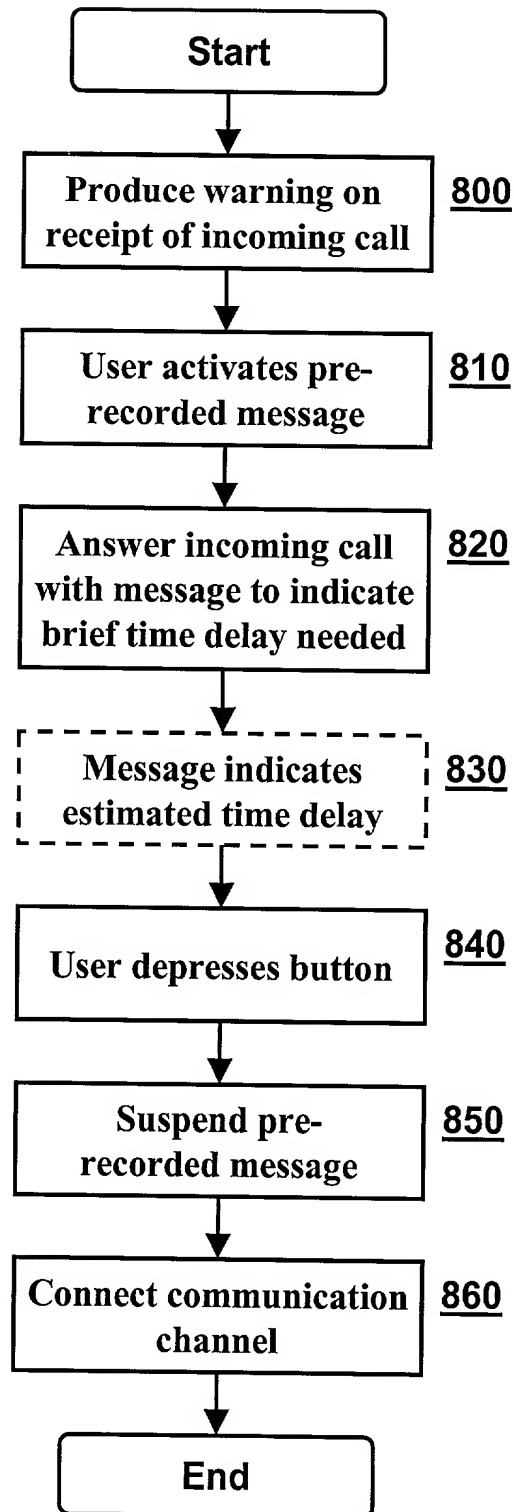 Start
Produce warning on
receipt of incoming call
800
User activates pre-
recorded message
810
Answer incoming call
with message to indicate
brief time delay needed
820
Message indicates
estimated time delay
830
User depresses button
840
Suspend pre-
recorded message
850
Connect communication
channel
860
End